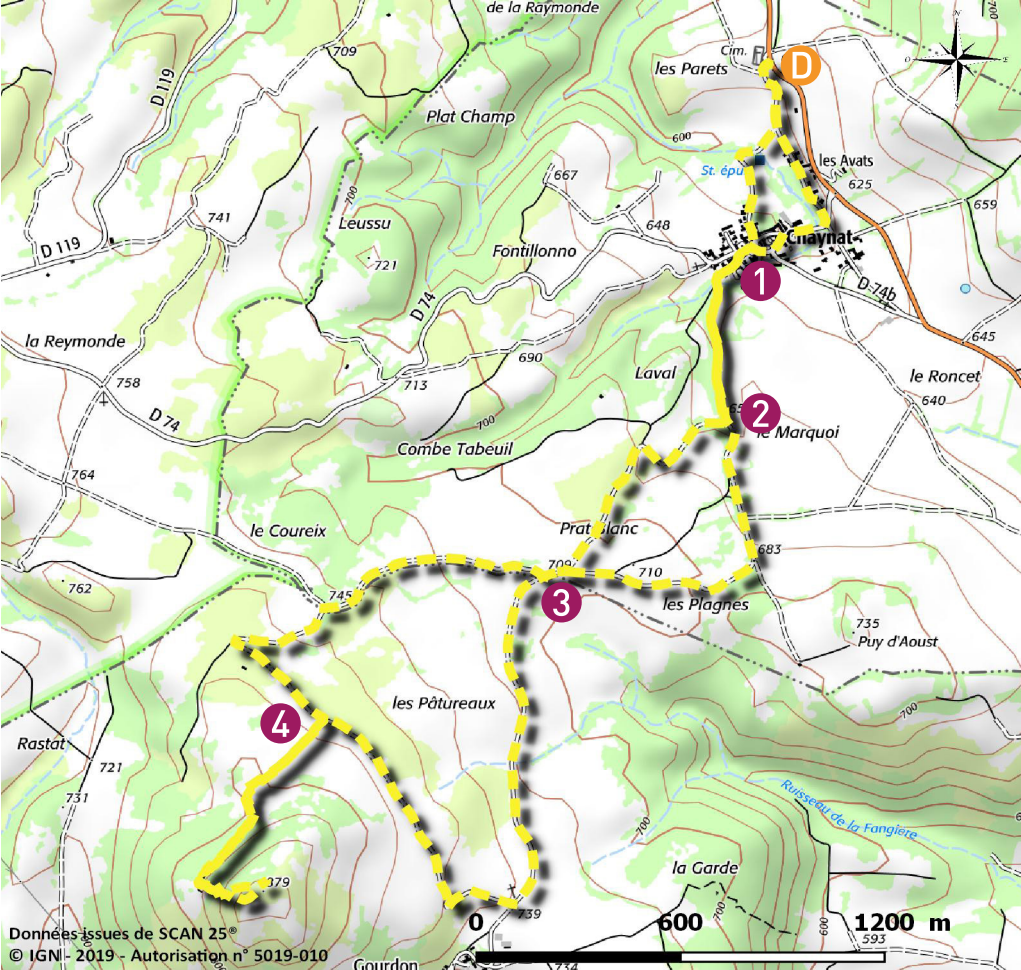 de la Raymonde
700
709
Cim.
les Parets
D
N
O
E
D 119
Plat Champ
600
St. épu
les Avats
625
667
700
659
741
Leussu
648
D 119
Fontillonno
Chaynat
721
1
D 74
D 74b
la Reymonde
690
645
Laval
le Roncet
758
713
640
D 74
700
2
le Marquoi
Combe Tabeuil
764
le Coureix
Prat Blanc
683
709
710
762
745
3
les Plagnes
735
Puy d'Aoust
les Pâtureaux
700
4
Rastat
721
731
Ruisseau de la Fangière
700
la Garde
879
700
739
0
600
1200 m
600
593
Données issues de SCAN 25®
© IGN - 2019 - Autorisation n° 5019-010
Gourdon
734